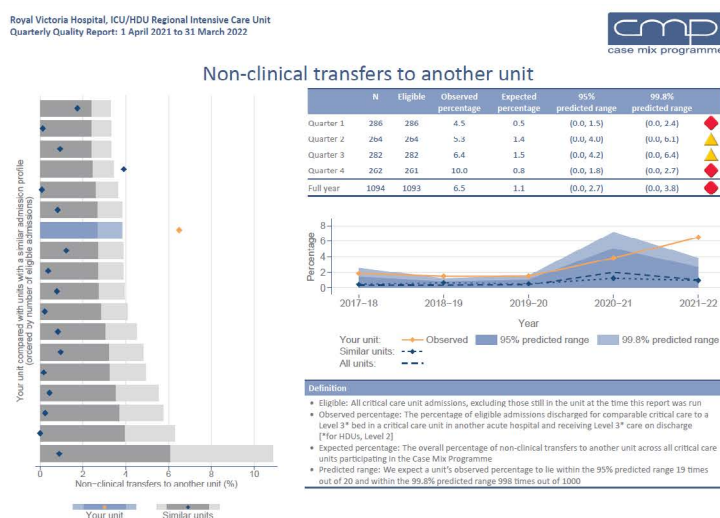 Royal Victoria Hospital, ICU/HDU Regional Intensive Care Unit
Quarterly Quality Report: 1 April 2021 to 31 March 2022
cmp
case mix programme
Non-clinical transfers to another unit
N Eligible Observed percentage Expected percentage 95% predicted range 99.8% predicted range
Quarter 1 286 286 4.5 0.5 (0.0, 1.5) (0.0, 2.4)
Quarter 2 264 264 5.3 1.4 (0.0, 4.0) (0.0, 6.1)
Quarter 3 282 282 6.4 1.5 (0.0, 4.2) (0.0, 6.4)
Quarter 4 262 261 10.0 0.8 (0.0, 1.8) (0.0, 2.7)
Full year 1094 1093 6.5 1.1 (0.0, 2.7) (0.0, 3.8)
Your unit compared with units with a similar admission profile
(ordered by number of eligible admissions)
0 2 4 6 8 10
Non-clinical transfers to another unit (%)
Your unit Similar units
Percentage
8
6
4
2
0
2017–18 2018–19 2019–20 2020–21 2021–22
Year
Your unit: Observed 95% predicted range 99.8% predicted range
Similar units:
All units:
Definition
• Eligible: All critical care unit admissions, excluding those still in the unit at the time this report was run
• Observed percentage: The percentage of eligible admissions discharged for comparable critical care to a
Level 3* bed in a critical care unit in another acute hospital and receiving Level 3* care on discharge
[*for HDUs, Level 2]
• Expected percentage: The overall percentage of non-clinical transfers to another unit across all critical care
units participating in the Case Mix Programme
• Predicted range: We expect a unit's observed percentage to lie within the 95% predicted range 19 times
out of 20 and within the 99.8% predicted range 998 times out of 1000